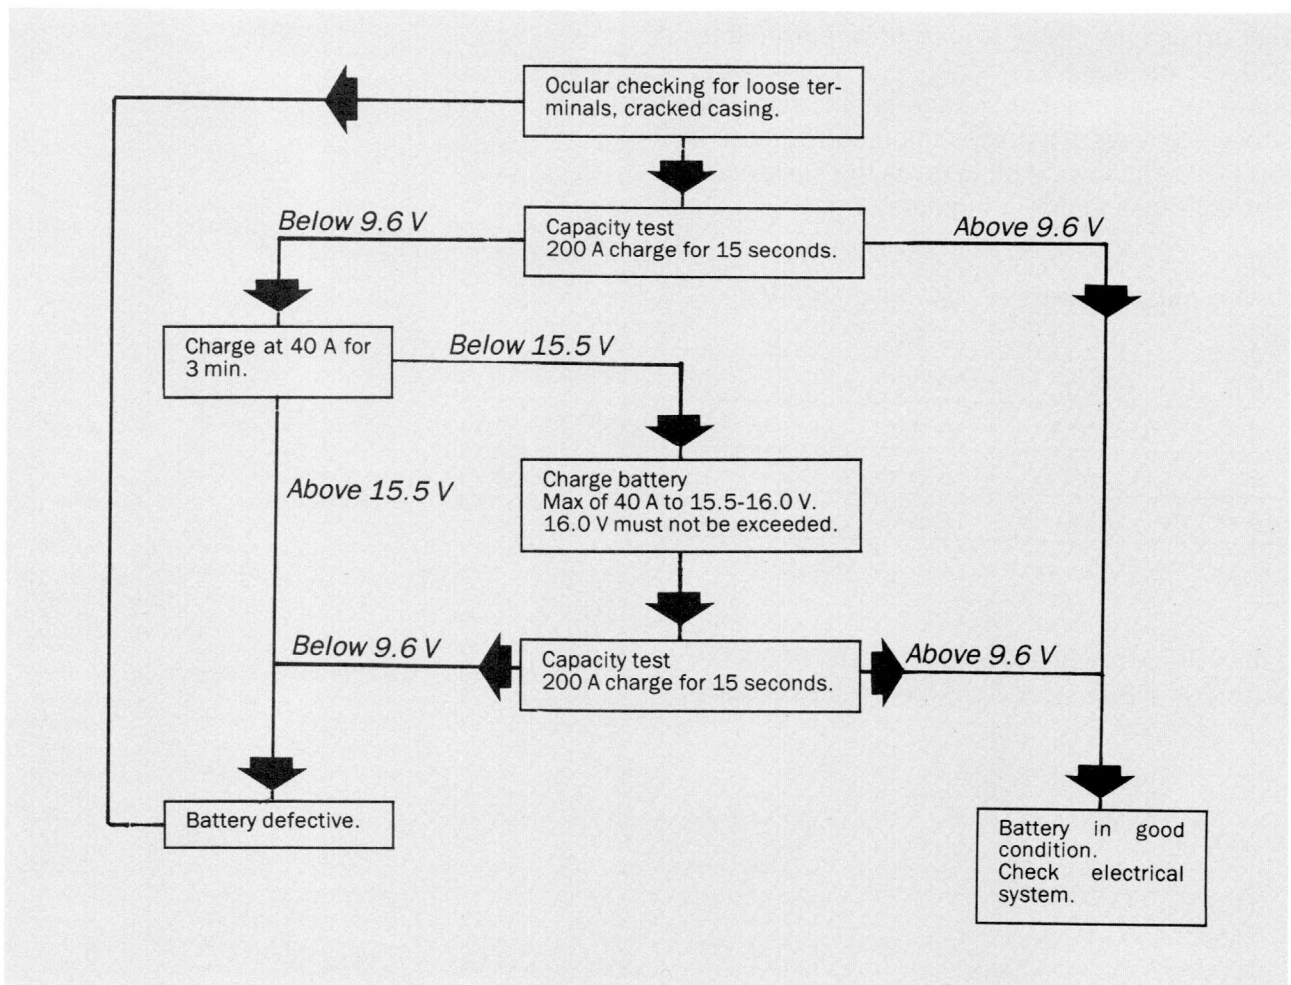 Ocular checking for loose ter-
minals, cracked casing.
Below 9.6 V
Capacity test
200 A charge for 15 seconds.
Above 9.6 V
Charge at 40 A for
3 min.
Below 15.5 V
Above 15.5 V
Charge battery
Max of 40 A to 15.5-16.0 V.
16.0 V must not be exceeded.
Below 9.6 V
Capacity test
200 A charge for 15 seconds.
Above 9.6 V
Battery defective.
Battery in good
condition.
Check electrical
system.